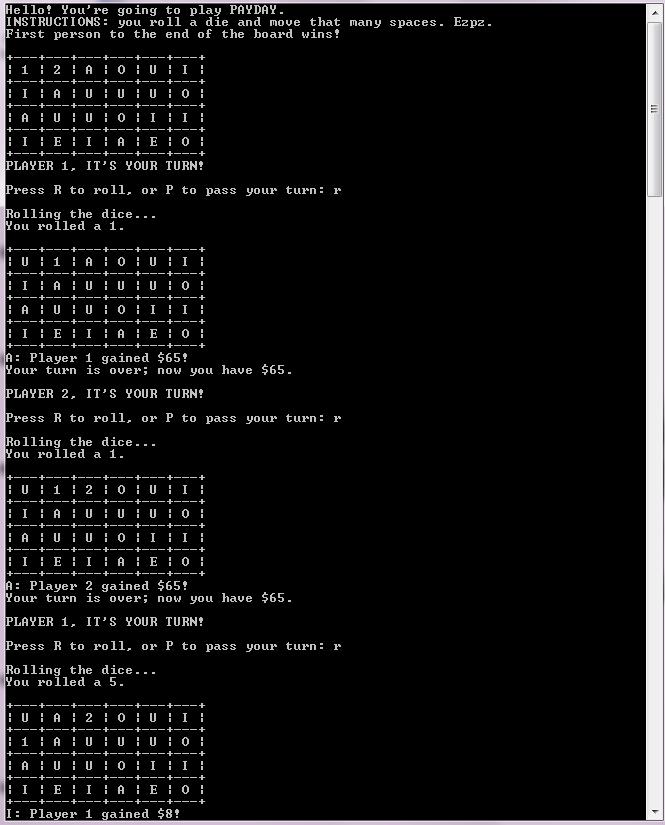 Hello! You're going to play PAYDAY.
INSTRUCTIONS: you roll a die and move that many spaces. Ezpz.
First person to the end of the board wins!
+---+---+---+---+---+---+
¦ 1 ¦ 2 ¦ A ¦ O ¦ U ¦ I ¦
+---+---+---+---+---+---+
¦ I ¦ A ¦ U ¦ U ¦ U ¦ O ¦
+---+---+---+---+---+---+
¦ A ¦ U ¦ U ¦ O ¦ I ¦ I ¦
+---+---+---+---+---+---+
¦ I ¦ E ¦ I ¦ A ¦ E ¦ O ¦
+---+---+---+---+---+---+
PLAYER 1, IT'S YOUR TURN!
Press R to roll, or P to pass your turn: r
Rolling the dice...
You rolled a 1.
+---+---+---+---+---+---+
¦ U ¦ 1 ¦ A ¦ O ¦ U ¦ I ¦
+---+---+---+---+---+---+
¦ I ¦ A ¦ U ¦ U ¦ U ¦ O ¦
+---+---+---+---+---+---+
¦ A ¦ U ¦ U ¦ O ¦ I ¦ I ¦
+---+---+---+---+---+---+
¦ I ¦ E ¦ I ¦ A ¦ E ¦ O ¦
+---+---+---+---+---+---+
A: Player 1 gained $65!
Your turn is over; now you have $65.
PLAYER 2, IT'S YOUR TURN!
Press R to roll, or P to pass your turn: r
Rolling the dice...
You rolled a 1.
+---+---+---+---+---+---+
¦ U ¦ 1 ¦ 2 ¦ O ¦ U ¦ I ¦
+---+---+---+---+---+---+
¦ I ¦ A ¦ U ¦ U ¦ U ¦ O ¦
+---+---+---+---+---+---+
¦ A ¦ U ¦ U ¦ O ¦ I ¦ I ¦
+---+---+---+---+---+---+
¦ I ¦ E ¦ I ¦ A ¦ E ¦ O ¦
+---+---+---+---+---+---+
A: Player 2 gained $65!
Your turn is over; now you have $65.
PLAYER 1, IT'S YOUR TURN!
Press R to roll, or P to pass your turn: r
Rolling the dice...
You rolled a 5.
+---+---+---+---+---+---+
¦ U ¦ A ¦ 2 ¦ O ¦ U ¦ I ¦
+---+---+---+---+---+---+
¦ 1 ¦ A ¦ U ¦ U ¦ U ¦ O ¦
+---+---+---+---+---+---+
¦ A ¦ U ¦ U ¦ O ¦ I ¦ I ¦
+---+---+---+---+---+---+
¦ I ¦ E ¦ I ¦ A ¦ E ¦ O ¦
+---+---+---+---+---+---+
I: Player 1 gained $8!